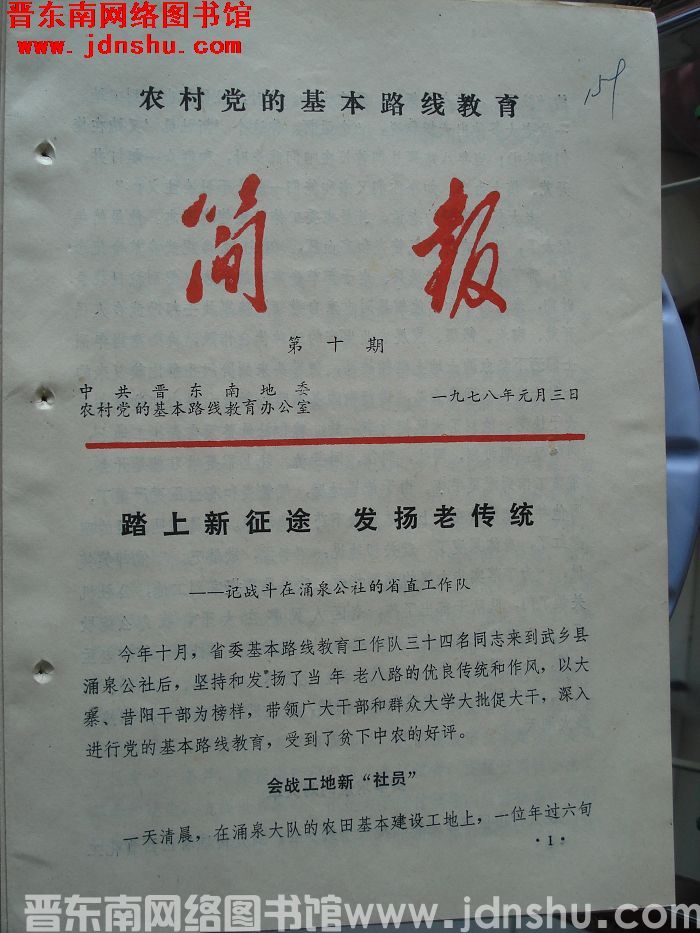 晋东南网络图书馆
www.jdnshu.com
农村党的基本路线教育
简报
第十期
中共晋东南地委
农村党的基本路线教育办公室
一九七八年元月三日
踏上新征途 发扬老传统
——记战斗在涌泉公社的省直工作队
今年十月，省委基本路线教育工作队三十四名同志来到武乡县
涌泉公社后，坚持和发扬了当年老八路的优良传统和作风，以大
寨、昔阳干部为榜样，带领广大干部和群众大学大批促大干，深入
进行党的基本路线教育，受到了贫下中农的好评。
会战工地新“社员”
一天清晨，在涌泉大队的农田基本建设工地上，一位年过六旬
·1·
晋东南网络图书馆www.jdnshu.com